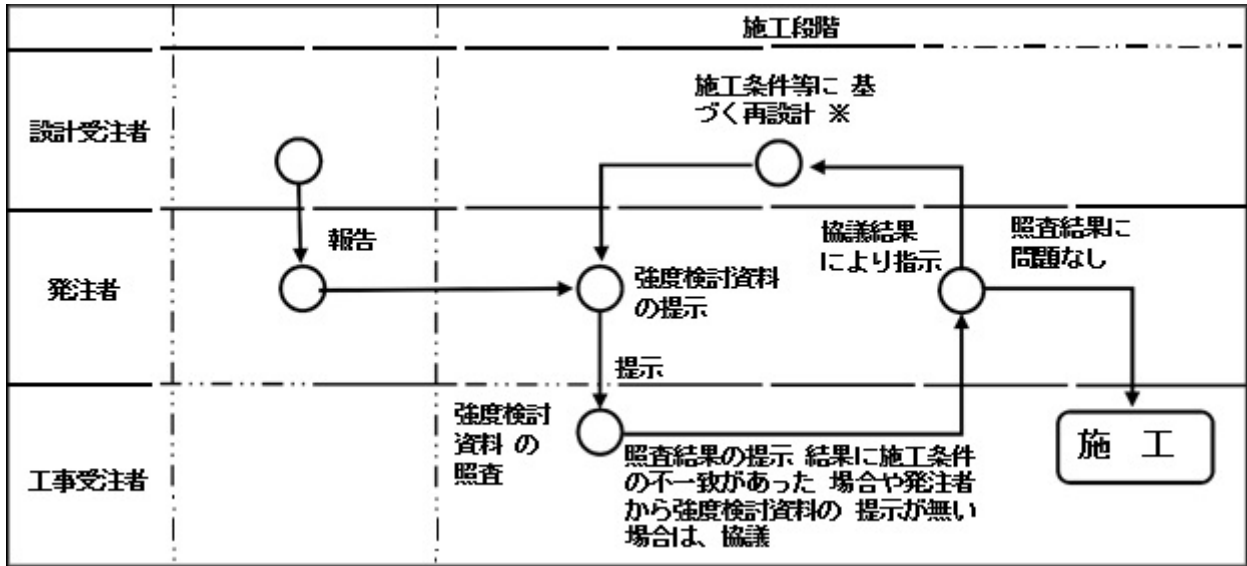 施工段階
施工条件等に 基
づく再設計 ※
設計受注者
報告
協議結果
により指示
照査結果に
問題なし
発注者
強度検討資料
の提示
提示
強度検討
資料 の
照査
施 工
工事受注者
照査結果の提示 結果に施工条件
の不一致があった 場合や発注者
から強度検討資料の 提示が無い
場合は、協議